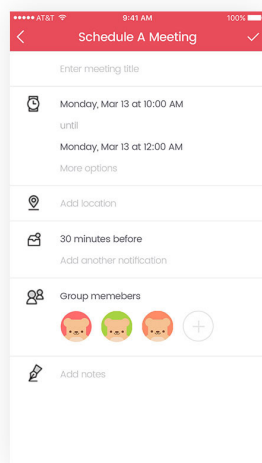 AT&T 9:41 AM 100%
Schedule A Meeting
Enter meeting title
Monday, Mar 13 at 10:00 AM
until
Monday, Mar 13 at 12:00 AM
More options
Add location
30 minutes before
Add another notification
Group memebers
Add notes